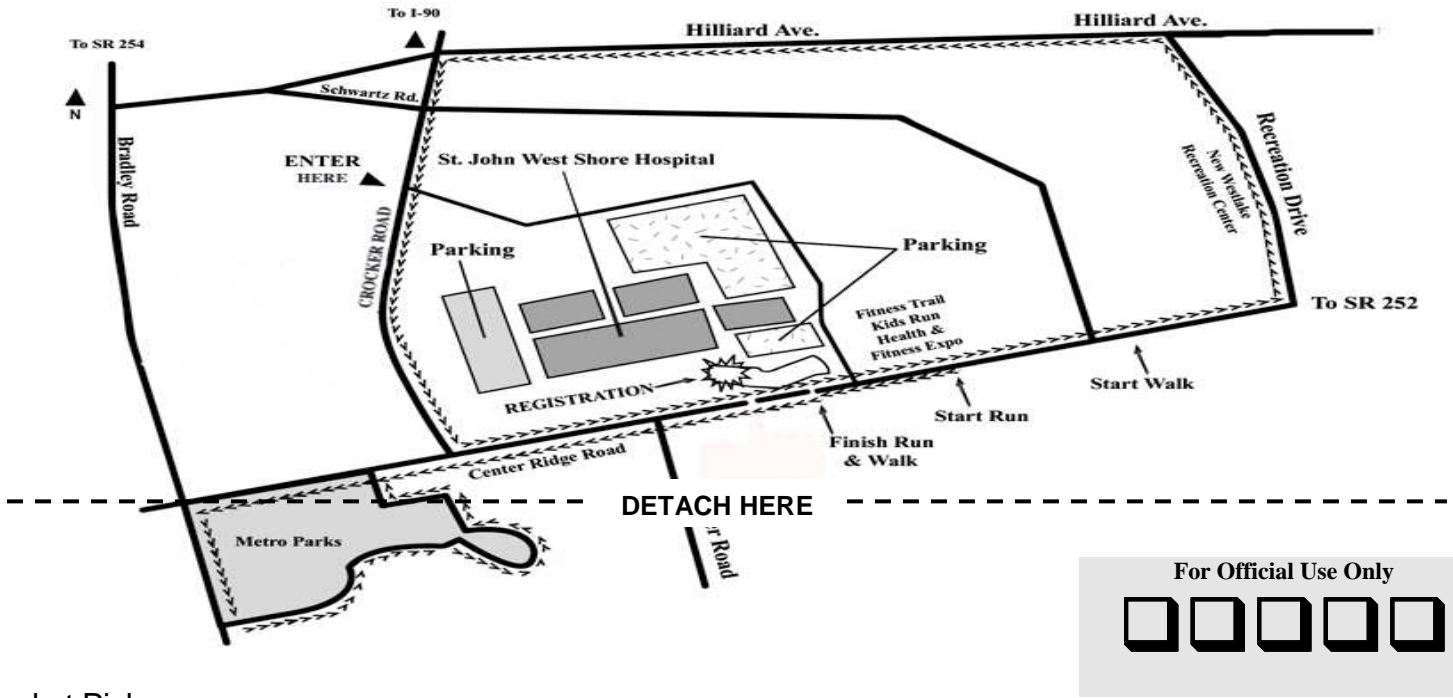 To I-90
Hilliard Ave.
Hilliard Ave.
To SR 254
N
Schwartz Rd.
Bradley Road
ENTER
HERE
St. John West Shore Hospital
Recreation Drive
New Westlake
Recreation Center
CROCKER ROAD
Parking
Parking
To SR 252
Fitness Trail
Kids Run
Health &
Fitness Expo
REGISTRATION
Start Walk
Start Run
Finish Run
& Walk
Center Ridge Road
DETACH HERE
Metro Parks
Road
For Official Use Only